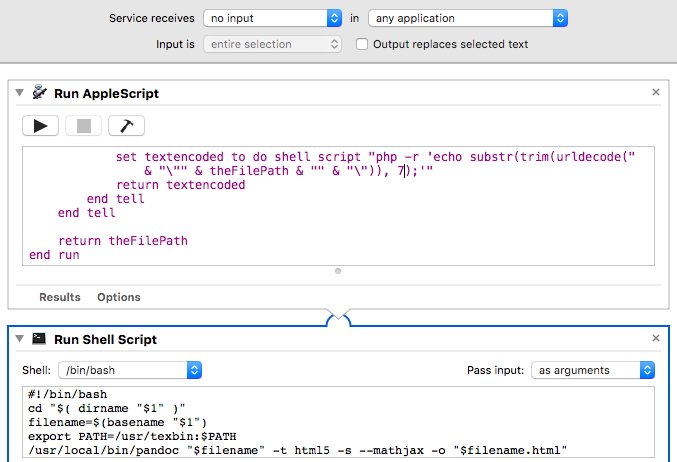 Service receives no input in any application
Input is entire selection Output replaces selected text
Run AppleScript
set textencoded to do shell script "php -r 'echo substr(trim(urldecode("
& "\"" & theFilePath & "" & "\")), 7);'"
return textencoded
end tell
end tell
return theFilePath
end run
Results Options
Run Shell Script
Shell: /bin/bash Pass input: as arguments
#!/bin/bash
cd "$( dirname "$1" )"
filename=$(basename "$1")
export PATH=/usr/texbin:$PATH
/usr/local/bin/pandoc "$filename" -t html5 -s --mathjax -o "$filename.html"